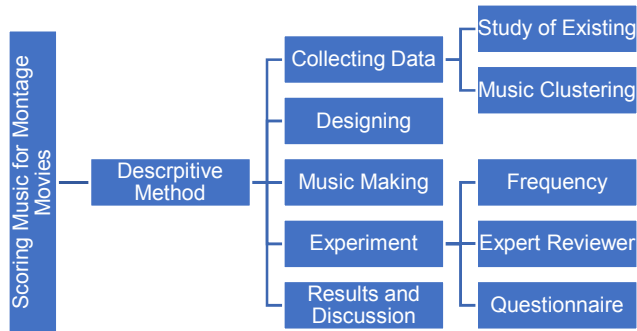 Scoring Music for Montage
Movies
Descrpitive
Method
Collecting Data
Study of Existing
Music Clustering
Designing
Music Making
Experiment
Frequency
Expert Reviewer
Questionnaire
Results and
Discussion